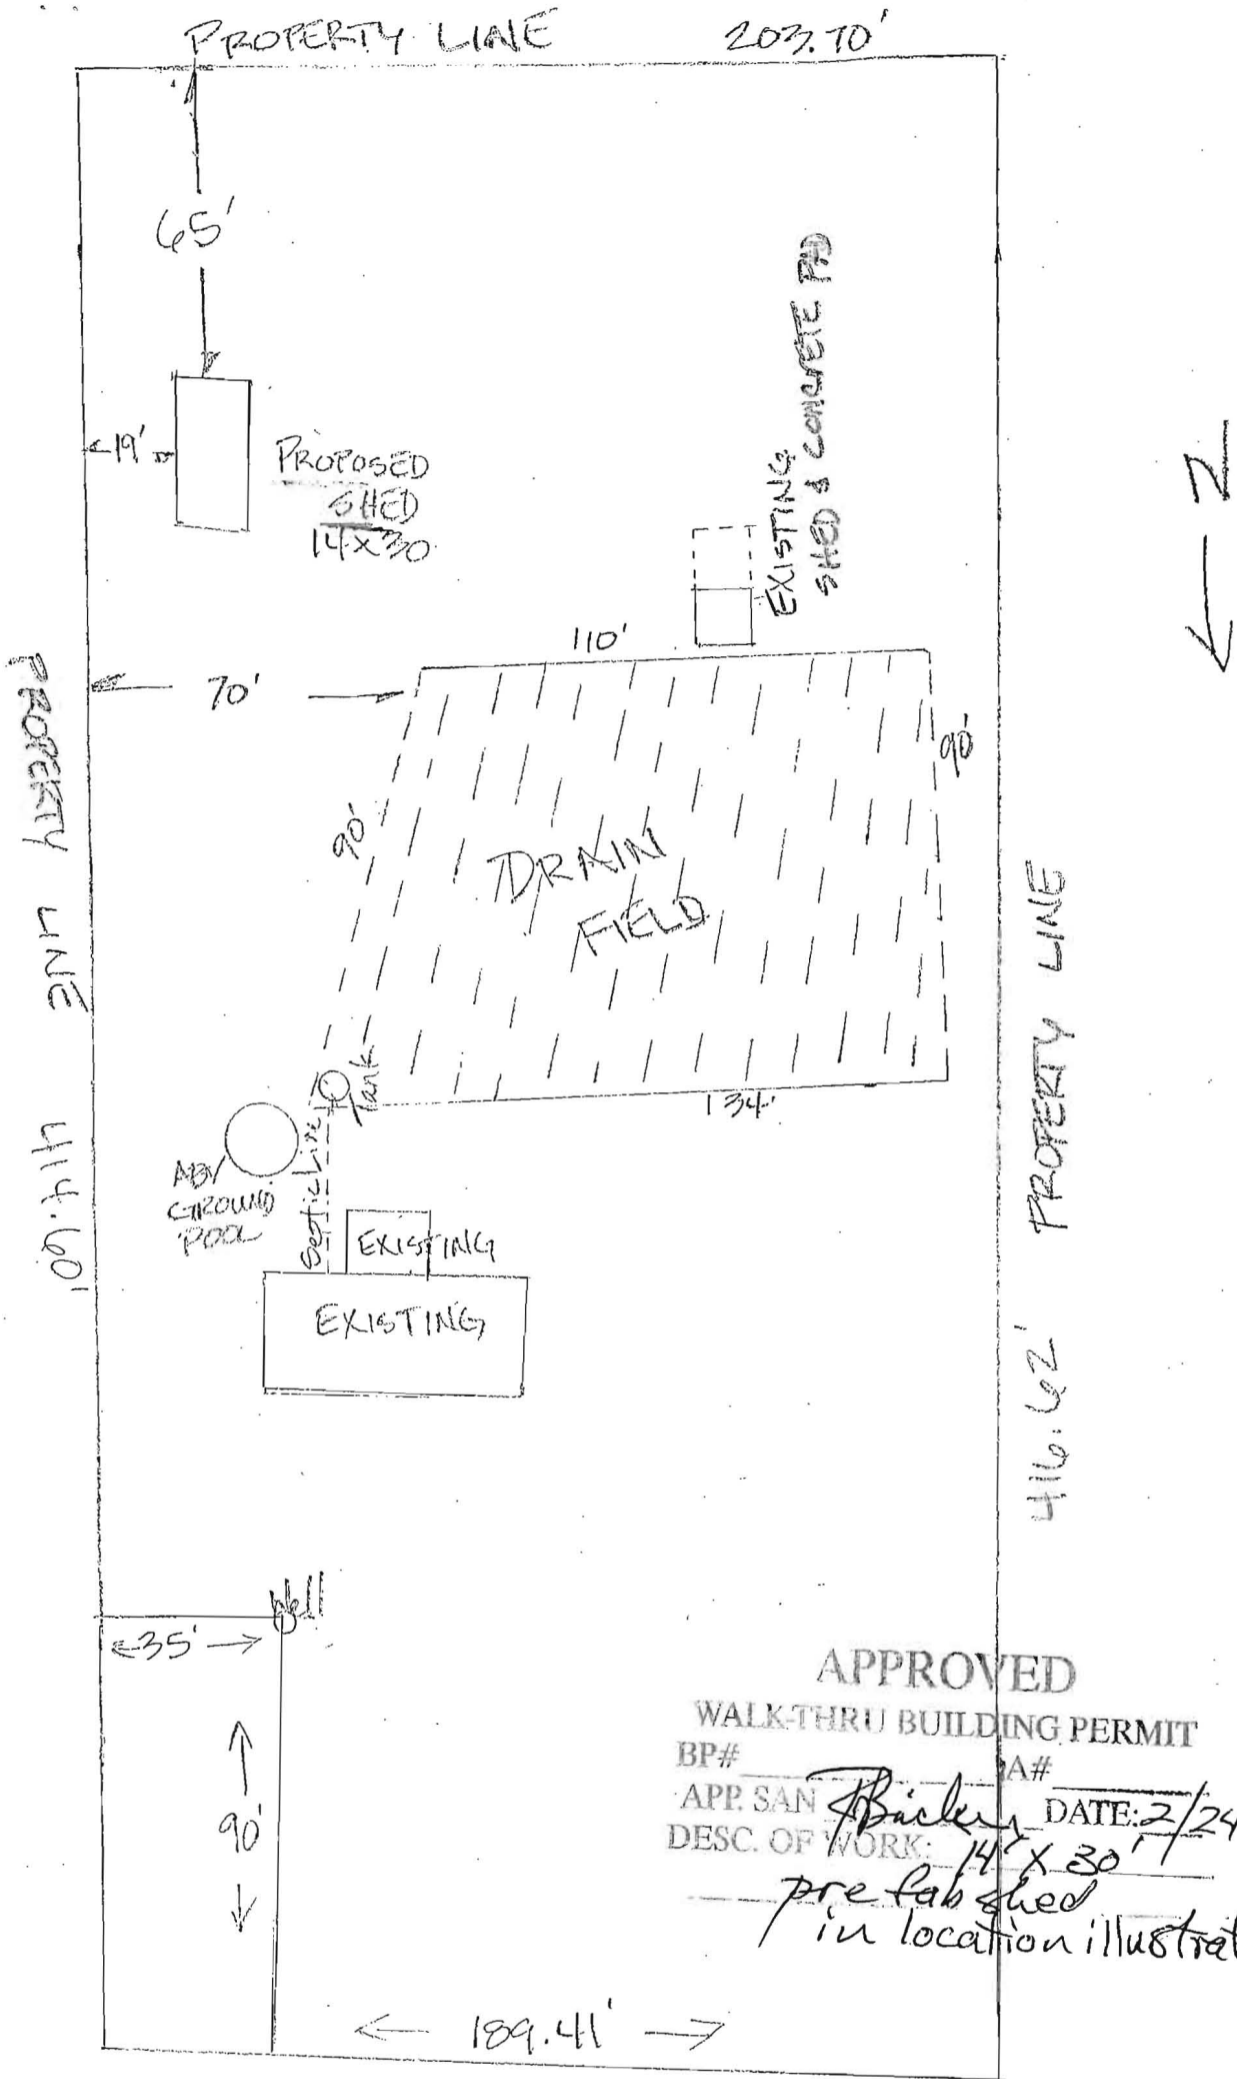 PROPERTY LINE 203.70'
65'
19'
PROPOSED
SHED
14X30
EXISTING
SHED & CONCRETE PAD
N
110'
70'
90'
90'
DRAIN
FIELD
134'
Tank
Septic Line
ABV
GROUND
POOL
EXISTING
EXISTING
PROPERTY LINE 414.60'
PROPERTY LINE
416.62'
Well
35'
90'
189.41'
APPROVED
WALK-THRU BUILDING PERMIT
BP# A#
APP. SAN DATE: 2/24
DESC. OF WORK: 14' X 30'
pre fab shed
in location illustrat